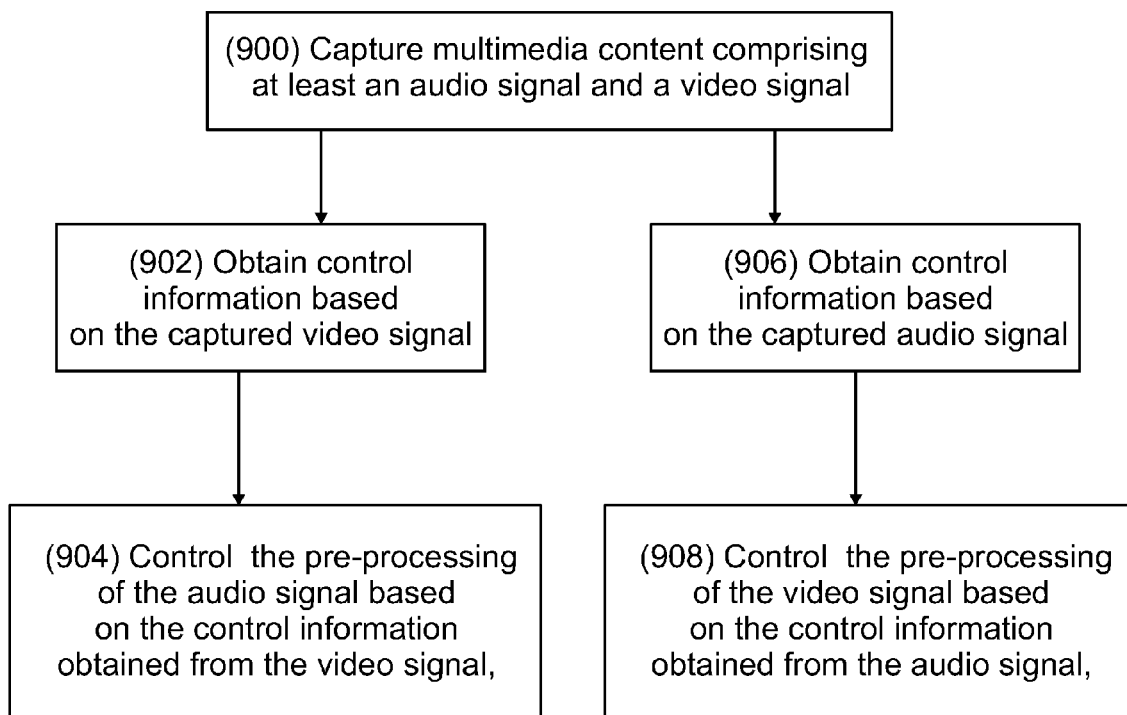 (900) Capture multimedia content comprising
at least an audio signal and a video signal
(902) Obtain control
information based
on the captured video signal
(906) Obtain control
information based
on the captured audio signal
(904) Control the pre-processing
of the audio signal based
on the control information
obtained from the video signal,
(908) Control the pre-processing
of the video signal based
on the control information
obtained from the audio signal,